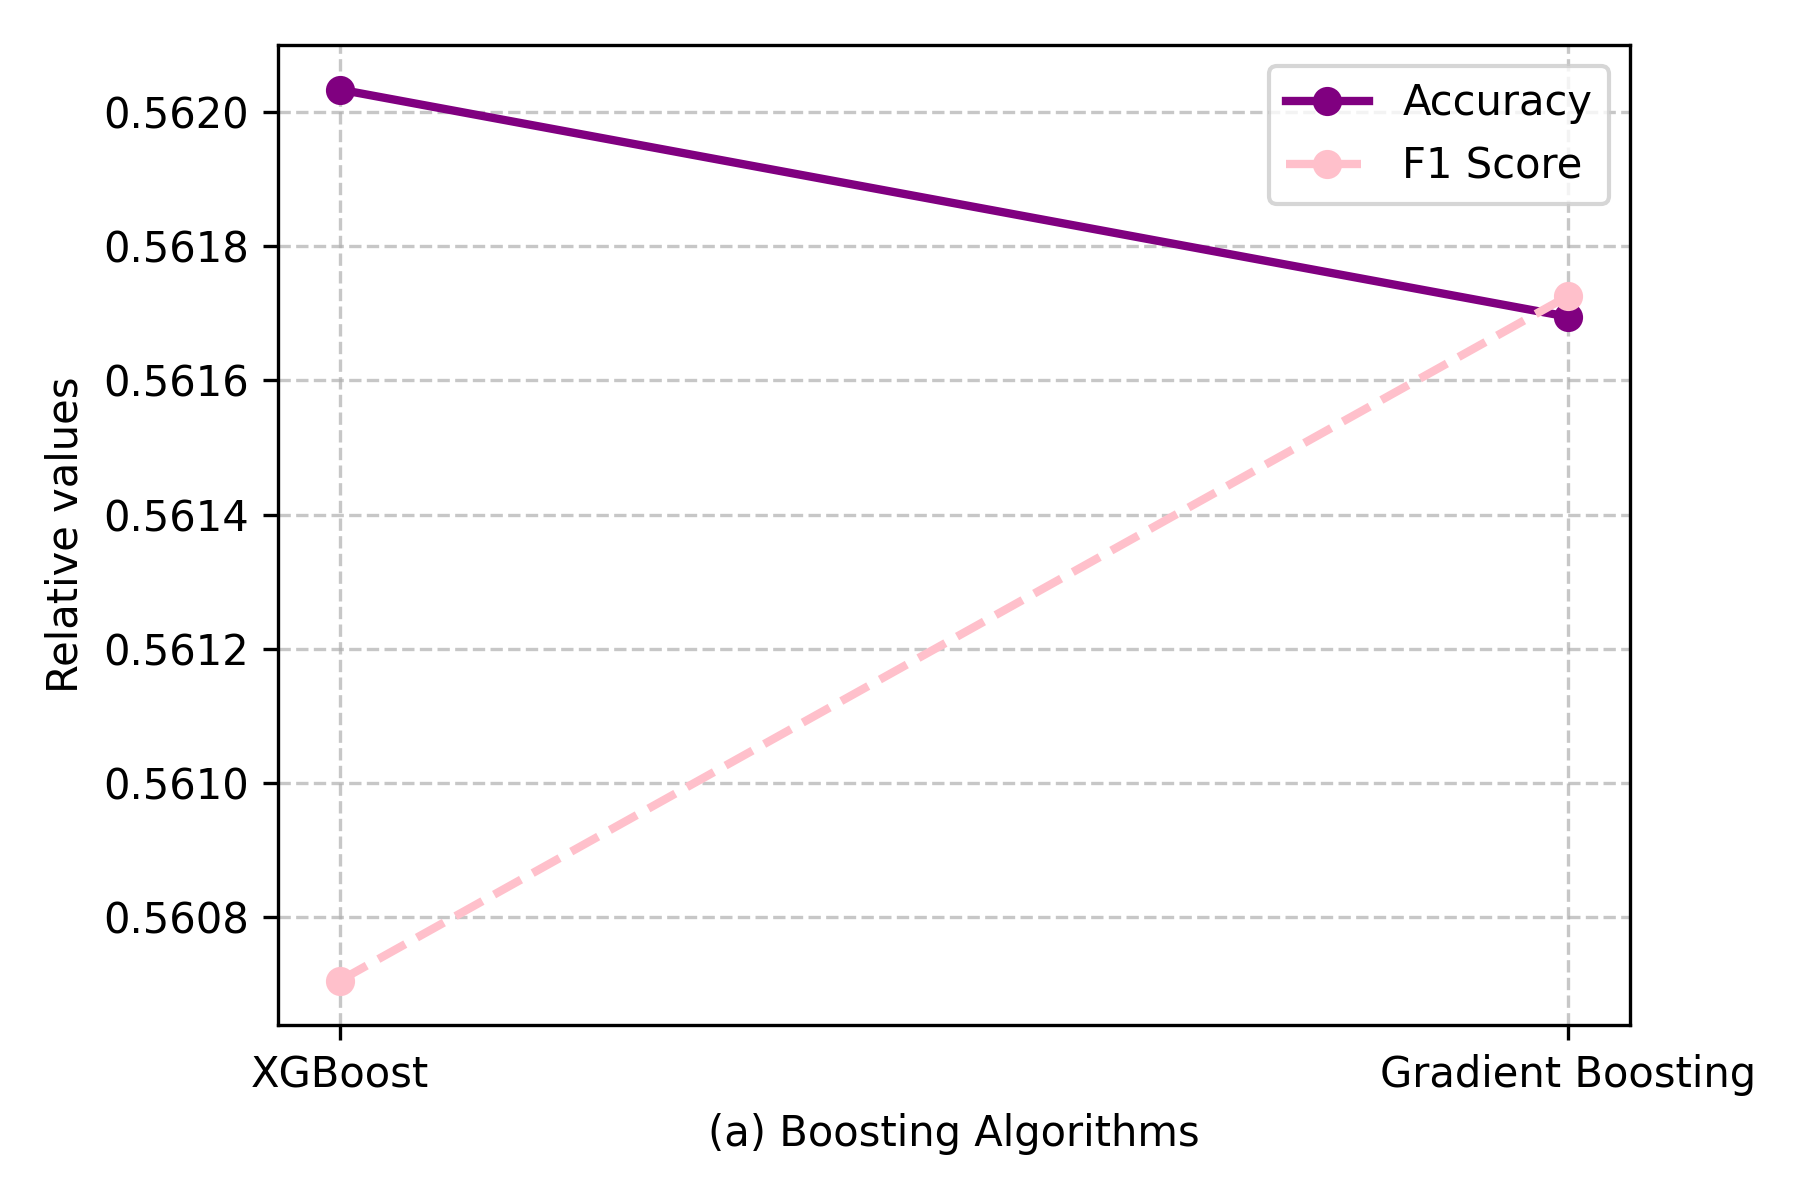 0.5620
0.5618
0.5616
0.5614
0.5612
0.5610
0.5608
Relative values
Accuracy
F1 Score
XGBoost
Gradient Boosting
(a) Boosting Algorithms